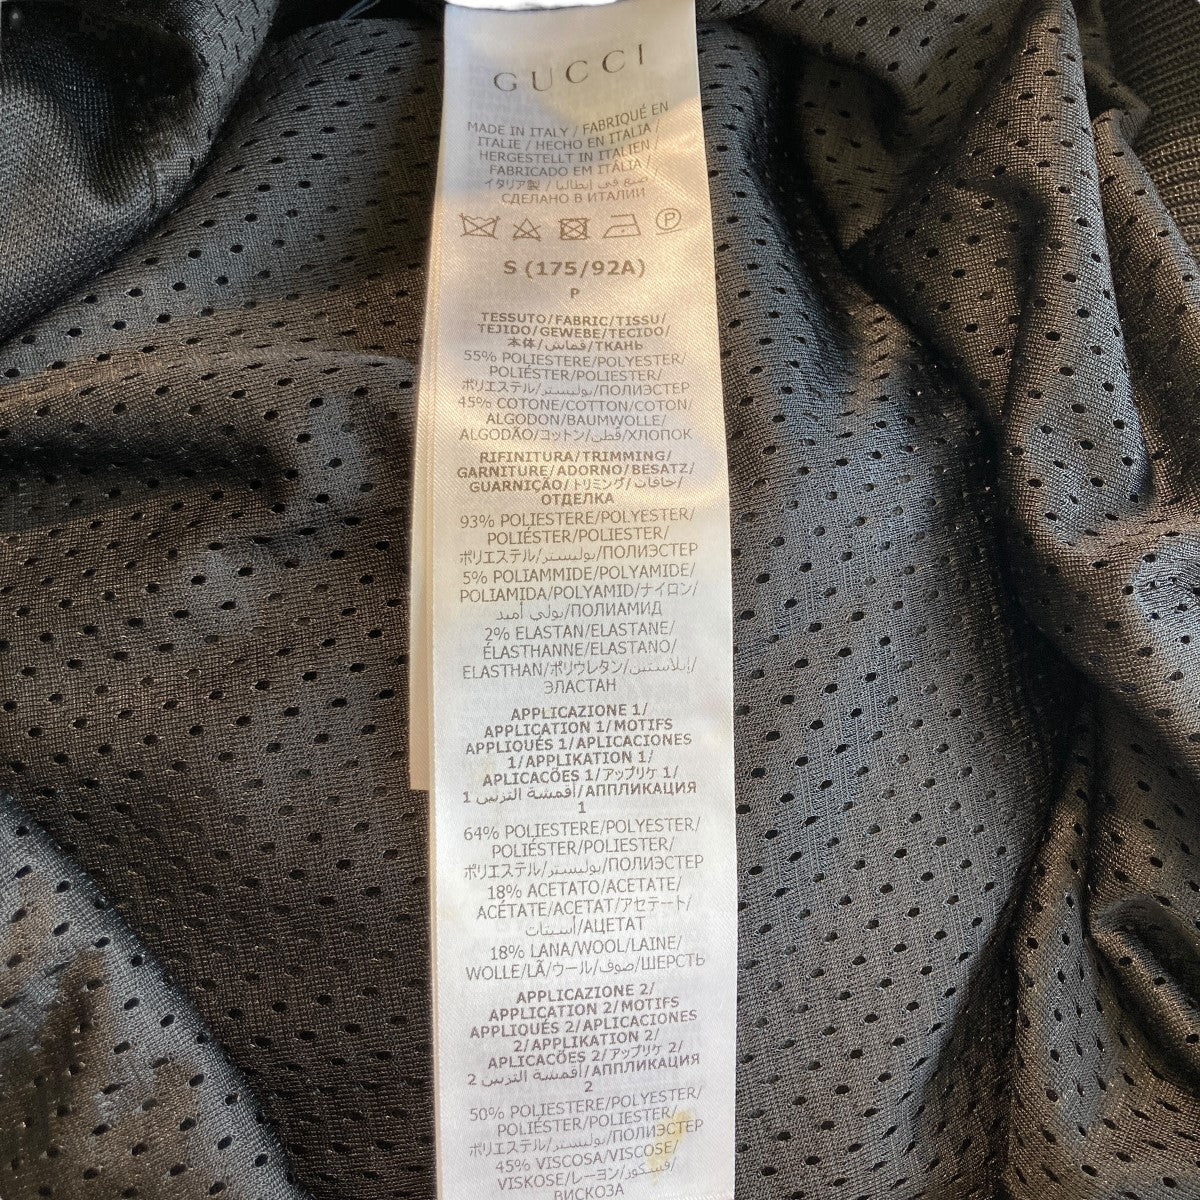 GUCCI
MADE IN ITALY / FABRIQUÉ EN
ITALIE / HECHO EN ITALIA /
HERGESTELLT IN ITALIEN /
FABRICADO EM ITÁLIA /
イタリア製 / صنع في إيطاليا /
СДЕЛАНО В ИТАЛИИ
P
S (175/92A)
P
TESSUTO/FABRIC/TISSU/
TEJIDO/GEWEBE/TECIDO/
本体/قماش/ТКАНЬ
55% POLIESTERE/POLYESTER/
POLIÉSTER/POLIESTER/
ポリエステル/بوليستر/ПОЛИЭСТЕР
45% COTONE/COTTON/COTON/
ALGODON/BAUMWOLLE/
ALGODÃO/コットン/قطن/ХЛОПОК
RIFINITURA/TRIMMING/
GARNITURE/ADORNO/BESATZ/
GUARNIÇÃO/トリミング/حافات/
ОТДЕЛКА
93% POLIESTERE/POLYESTER/
POLIÉSTER/POLIESTER/
ポリエステル/بوليستر/ПОЛИЭСТЕР
5% POLIAMMIDE/POLYAMIDE/
POLIAMIDA/POLYAMID/ナイロン/
بولي أميد/ПОЛИАМИД
2% ELASTAN/ELASTANE/
ÉLASTHANNE/ELASTANO/
ELASTHAN/ポリウレタン/إيلاستين/
ЭЛАСТАН
APPLICAZIONE 1/
APPLICATION 1/MOTIFS
APPLIQUÉS 1/APLICACIONES
1/APPLIKATION 1/
APLICACÕES 1/アップリケ 1/
أقمشة التزيين 1/АППЛИКАЦИЯ
1
64% POLIESTERE/POLYESTER/
POLIÉSTER/POLIESTER/
ポリエステル/بوليستر/ПОЛИЭСТЕР
18% ACETATO/ACETATE/
ACÉTATE/ACETAT/アセテート/
أسيتات/АЦЕТАТ
18% LANA/WOOL/LAINE/
WOLLE/LÃ/ウール/صوف/ШЕРСТЬ
APPLICAZIONE 2/
APPLICATION 2/MOTIFS
APPLIQUÉS 2/APLICACIONES
2/APPLIKATION 2/
APLICACÕES 2/アップリケ 2/
أقمشة التزيين 2/АППЛИКАЦИЯ
2
50% POLIESTERE/POLYESTER/
POLIÉSTER/POLIESTER/
ポリエステル/بوليستر/ПОЛИЭСТЕР
45% VISCOSA/VISCOSE/
VISKOSE/レーヨン/فسكوز/
ВИСКОЗА